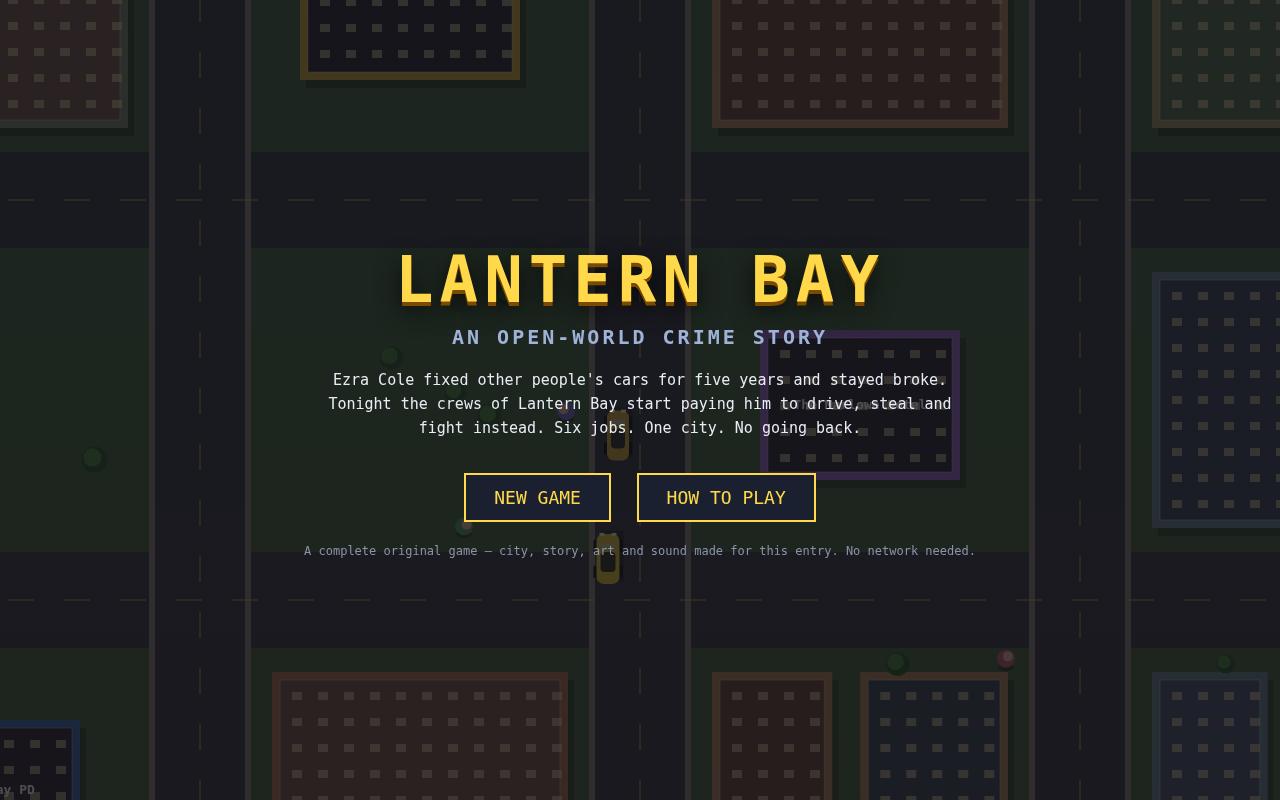 LANTERN BAY
AN OPEN-WORLD CRIME STORY
Ezra Cole fixed other people's cars for five years and stayed broke.
Tonight the crews of Lantern Bay start paying him to drive, steal and
fight instead. Six jobs. One city. No going back.
NEW GAME
HOW TO PLAY
A complete original game — city, story, art and sound made for this entry. No network needed.
PD